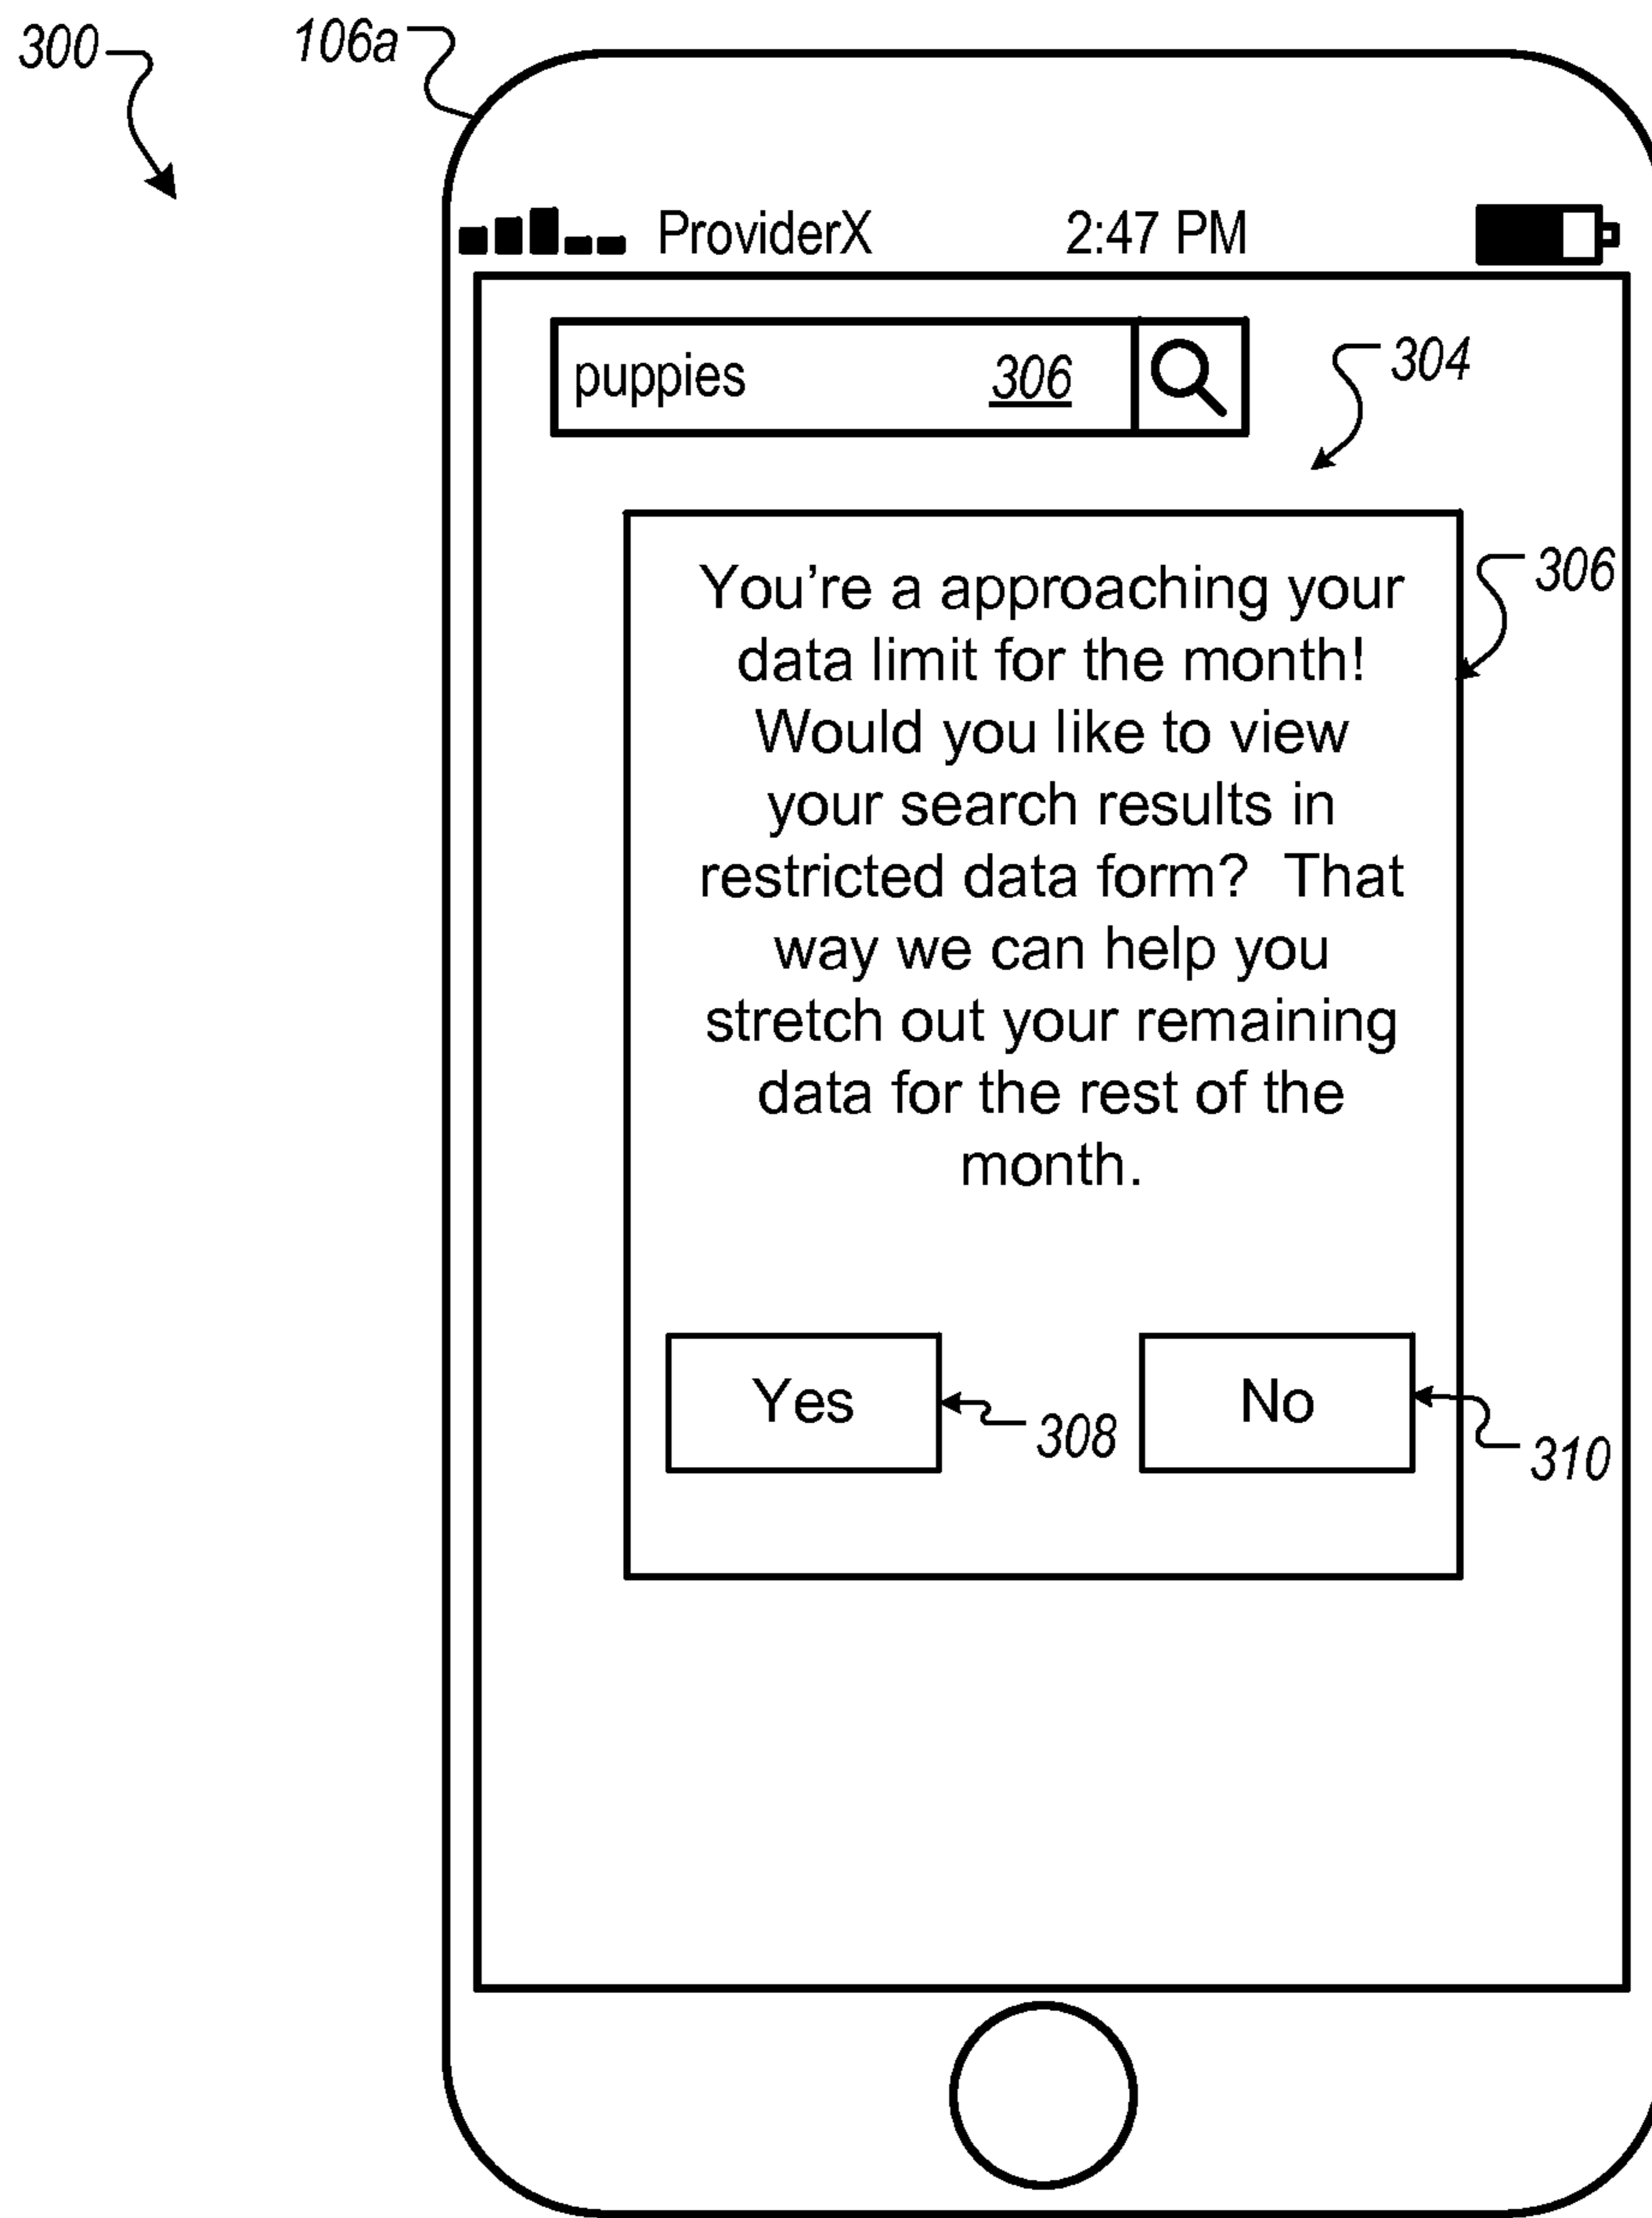 300
106a
ProviderX 2:47 PM
puppies 306
304
You're a approaching your
data limit for the month!
Would you like to view
your search results in
restricted data form?  That
way we can help you
stretch out your remaining
data for the rest of the
month.
306
Yes
308
No
310